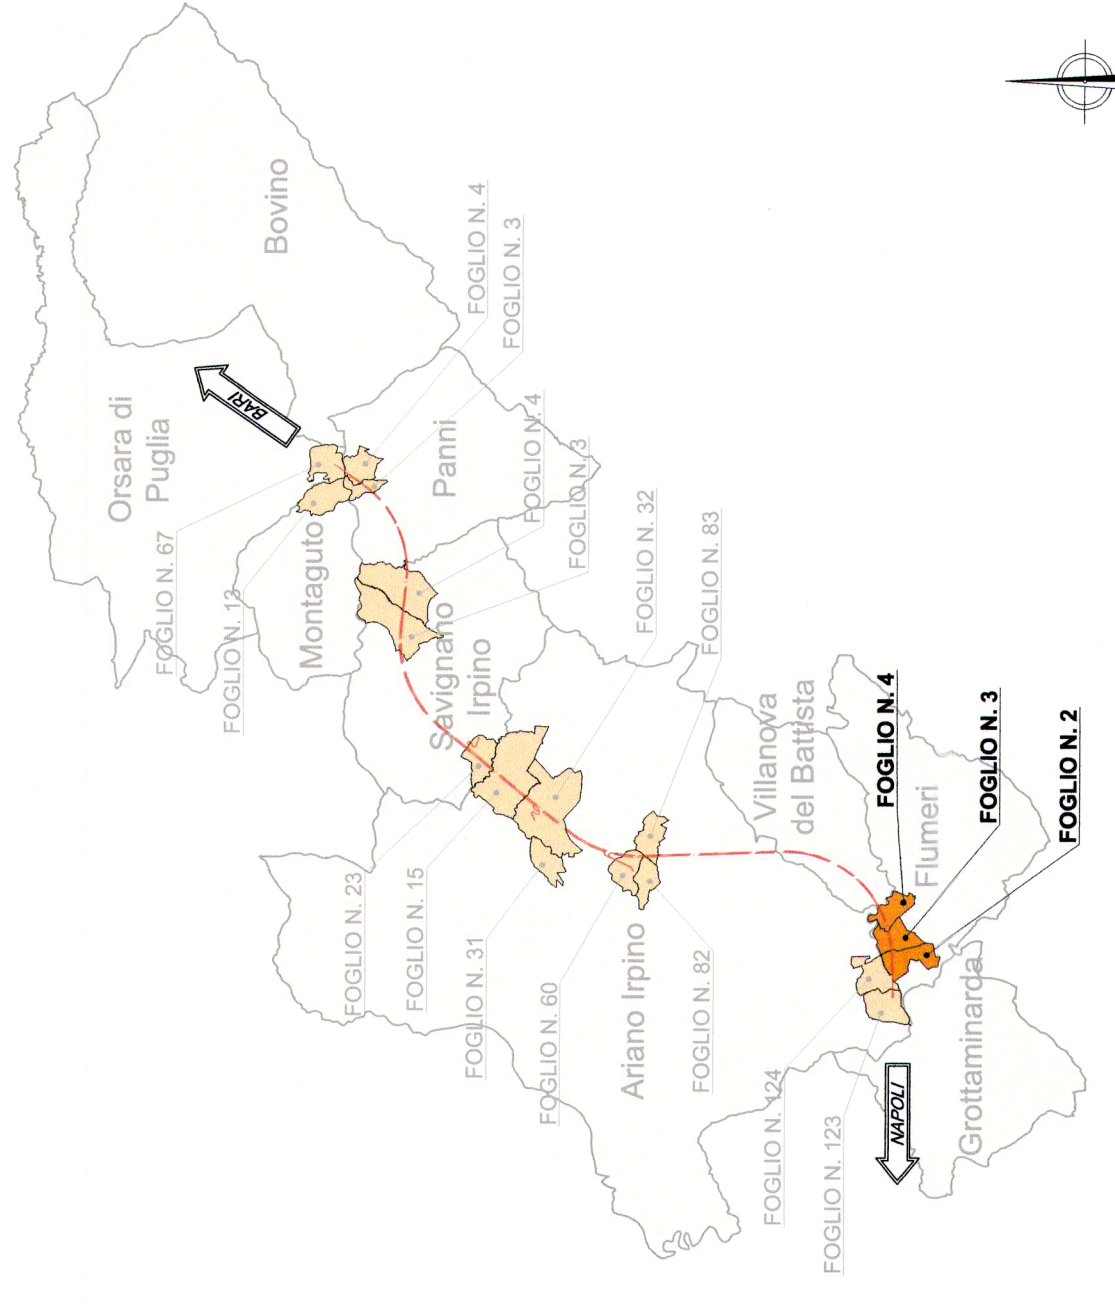 Bovino
FOGLIO N. 4
FOGLIO N. 3
Orsara di
Puglia
BARI
Panni
FOGLIO N. 4
FOGLIO N. 3
FOGLIO N. 67
FOGLIO N. 13
Montaguto
FOGLIO N. 32
FOGLIO N. 83
Savignano
Irpino
Villanova
del Battista
FOGLIO N. 4
FOGLIO N. 3
FOGLIO N. 2
Flumeri
FOGLIO N. 23
FOGLIO N. 15
FOGLIO N. 31
FOGLIO N. 60
Ariano Irpino
FOGLIO N. 82
FOGLIO N. 124
FOGLIO N. 123
NAPOLI
Grottaminarda